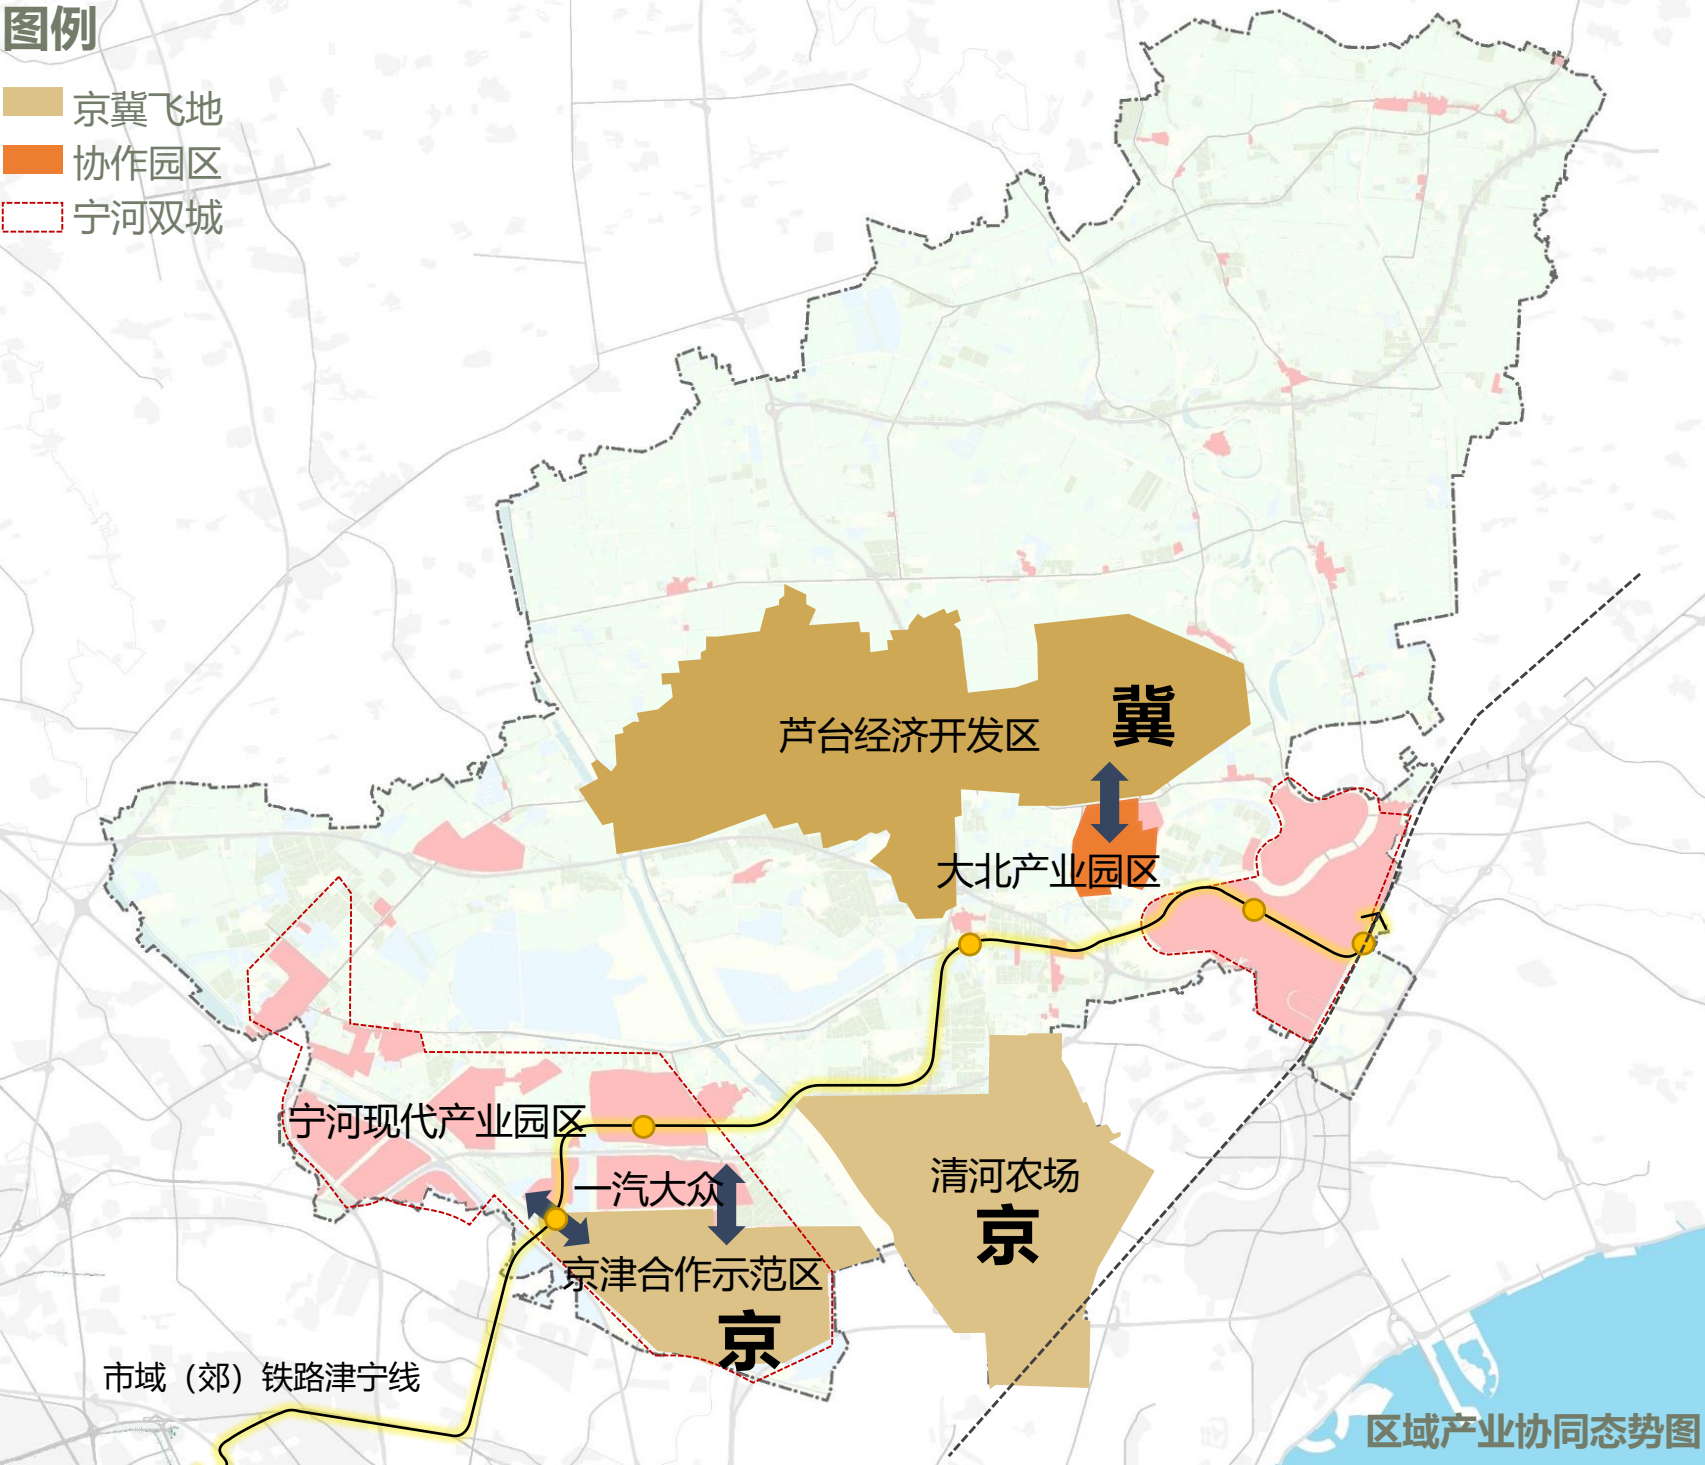 图例
京冀飞地
协作园区
宁河双城
冀
芦台经济开发区
大北产业园区
宁河现代产业园区
一汽大众
清河农场
京
京津合作示范区
京
市域（郊）铁路津宁线
区域产业协同态势图